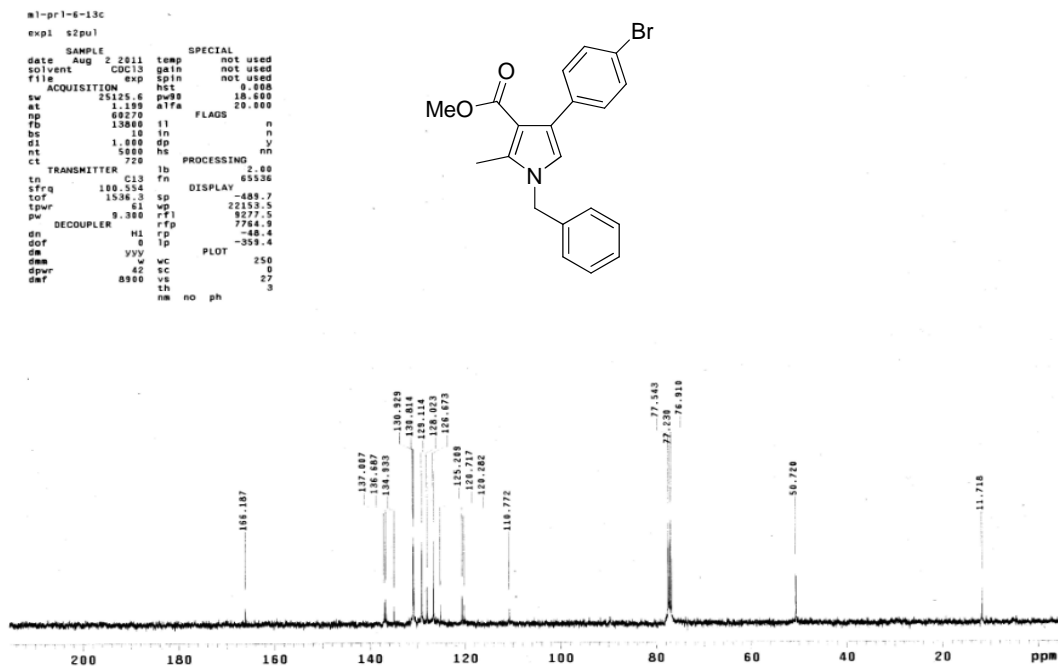 ml-prl-6-13c
exp1 s2pul
SAMPLE
date Aug 2 2011
solvent CDCl3
file exp
ACQUISITION
sw 25125.6
at 1.199
np 60270
fb 13800
bs 10
d1 1.000
nt 5000
ct 720
TRANSMITTER
tn C13
sfrq 100.554
tof 1536.3
tpwr 61
pw 9.300
DECOUPLER
dn H1
dof 0
dm yyy
dmm w
dpwr 42
dmf 8900
SPECIAL
temp not used
gain not used
spin not used
hst 0.008
pw90 18.600
alfa 20.000
FLAGS
il n
in n
dp y
hs nn
PROCESSING
lb 2.00
fn 65536
DISPLAY
sp -489.7
wp 22153.5
rfl 9277.5
rfp 7764.9
rp -48.4
lp -359.4
PLOT
wc 250
sc 0
vs 27
th 3
nm no ph
Br
O
MeO
N
166.187
137.007
136.687
134.933
130.929
130.814
129.114
128.023
126.673
125.209
120.717
120.282
110.772
77.543
77.230
76.910
50.720
11.718
200 180 160 140 120 100 80 60 40 20 ppm